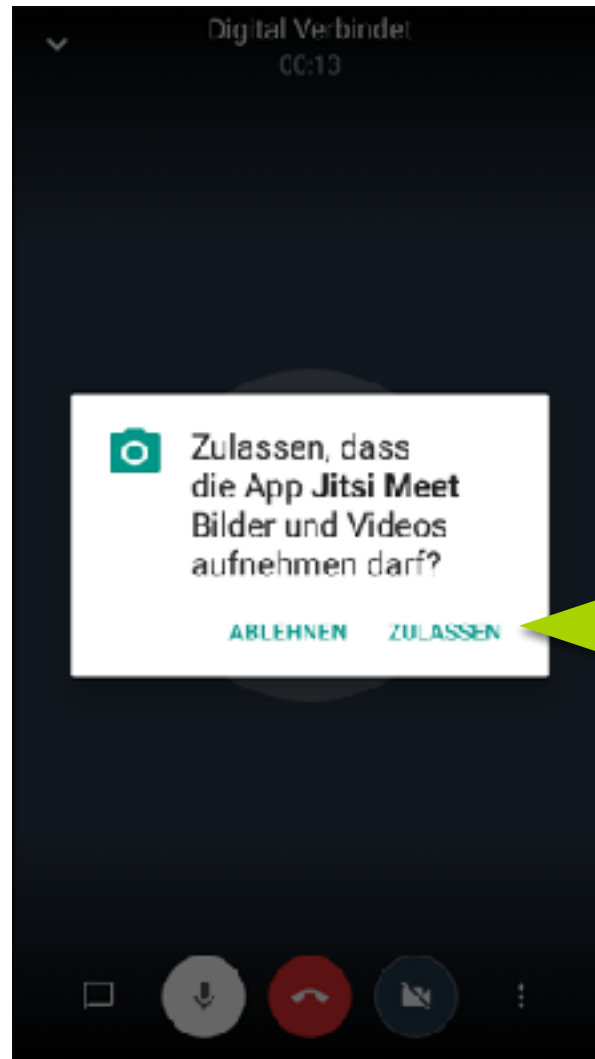 Digital Verbindet
00:13
Zulassen, dass
die App Jitsi Meet
Bilder und Videos
aufnehmen darf?
ABLEHNEN ZULASSEN